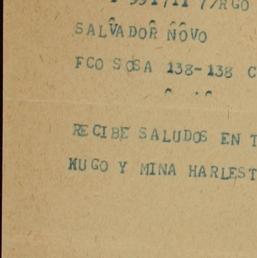 SALVADOR NOVO
FCO SOSA 138-138 C
RECIBE SALUDOS EN T
HUGO Y MINA HARLEST